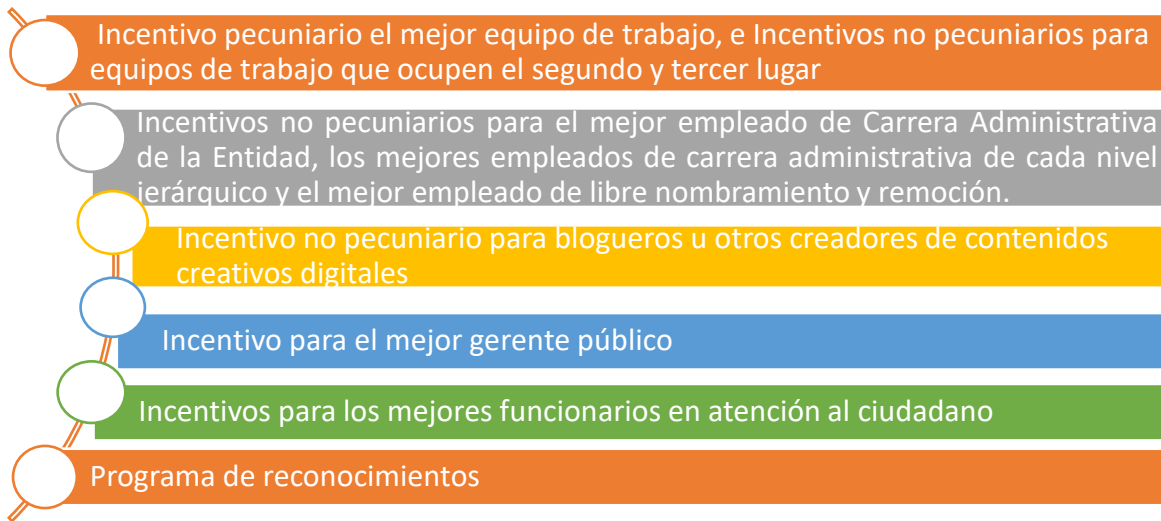 Incentivo pecuniario el mejor equipo de trabajo, e Incentivos no pecuniarios para
equipos de trabajo que ocupen el segundo y tercer lugar
Incentivos no pecuniarios para el mejor empleado de Carrera Administrativa
de la Entidad, los mejores empleados de carrera administrativa de cada nivel
jerárquico y el mejor empleado de libre nombramiento y remoción.
Incentivo no pecuniario para blogueros u otros creadores de contenidos
creativos digitales
Incentivo para el mejor gerente público
Incentivos para los mejores funcionarios en atención al ciudadano
Programa de reconocimientos